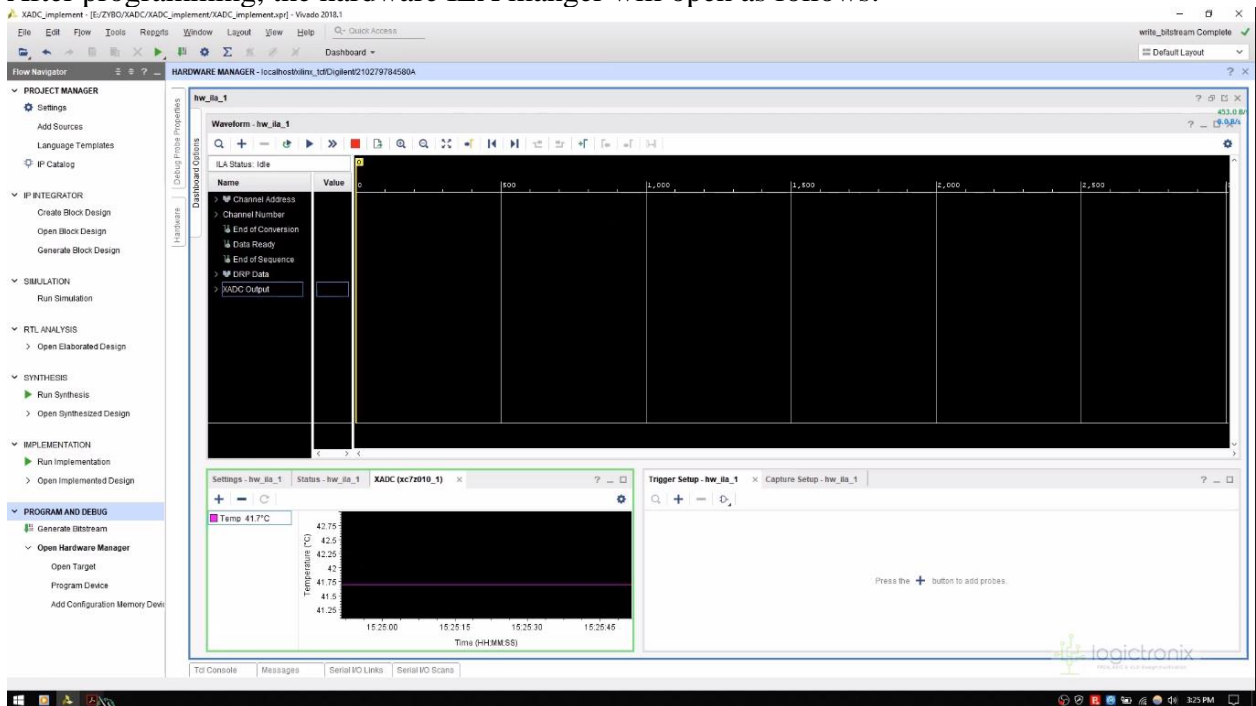 After programming, the hardware ILA manger will open as follows:
XADC_implement - [E:/ZYBO/XADC/XADC_implement/XADC_implement.xpr] - Vivado 2018.1
File Edit Flow Tools Reports Window Layout View Help Q- Quick Access
write_bitstream Complete
Dashboard
Default Layout
Flow Navigator
HARDWARE MANAGER - localhost/xilinx_tcf/Digilent/210279784580A
PROJECT MANAGER
Settings
Add Sources
Language Templates
IP Catalog
IP INTEGRATOR
Create Block Design
Open Block Design
Generate Block Design
SIMULATION
Run Simulation
RTL ANALYSIS
Open Elaborated Design
SYNTHESIS
Run Synthesis
Open Synthesized Design
IMPLEMENTATION
Run Implementation
Open Implemented Design
PROGRAM AND DEBUG
Generate Bitstream
Open Hardware Manager
Open Target
Program Device
Add Configuration Memory Devic
Debug Probe Properties
Hardware
Dashboard Options
hw_ila_1
Waveform - hw_ila_1
ILA Status: Idle
Name Value
0 500 1,000 1,500 2,000 2,500
Channel Address
Channel Number
End of Conversion
Data Ready
End of Sequence
DRP Data
XADC Output
Settings - hw_ila_1 Status - hw_ila_1 XADC (xc7z010_1)
Temp 41.7°C
Temperature (°C)
42.75
42.5
42.25
42
41.75
41.5
41.25
15:25:00 15:25:15 15:25:30 15:25:45
Time (HH:MM:SS)
Trigger Setup - hw_ila_1 Capture Setup - hw_ila_1
Press the + button to add probes.
Tcl Console Messages Serial I/O Links Serial I/O Scans
logictronix
3:25 PM